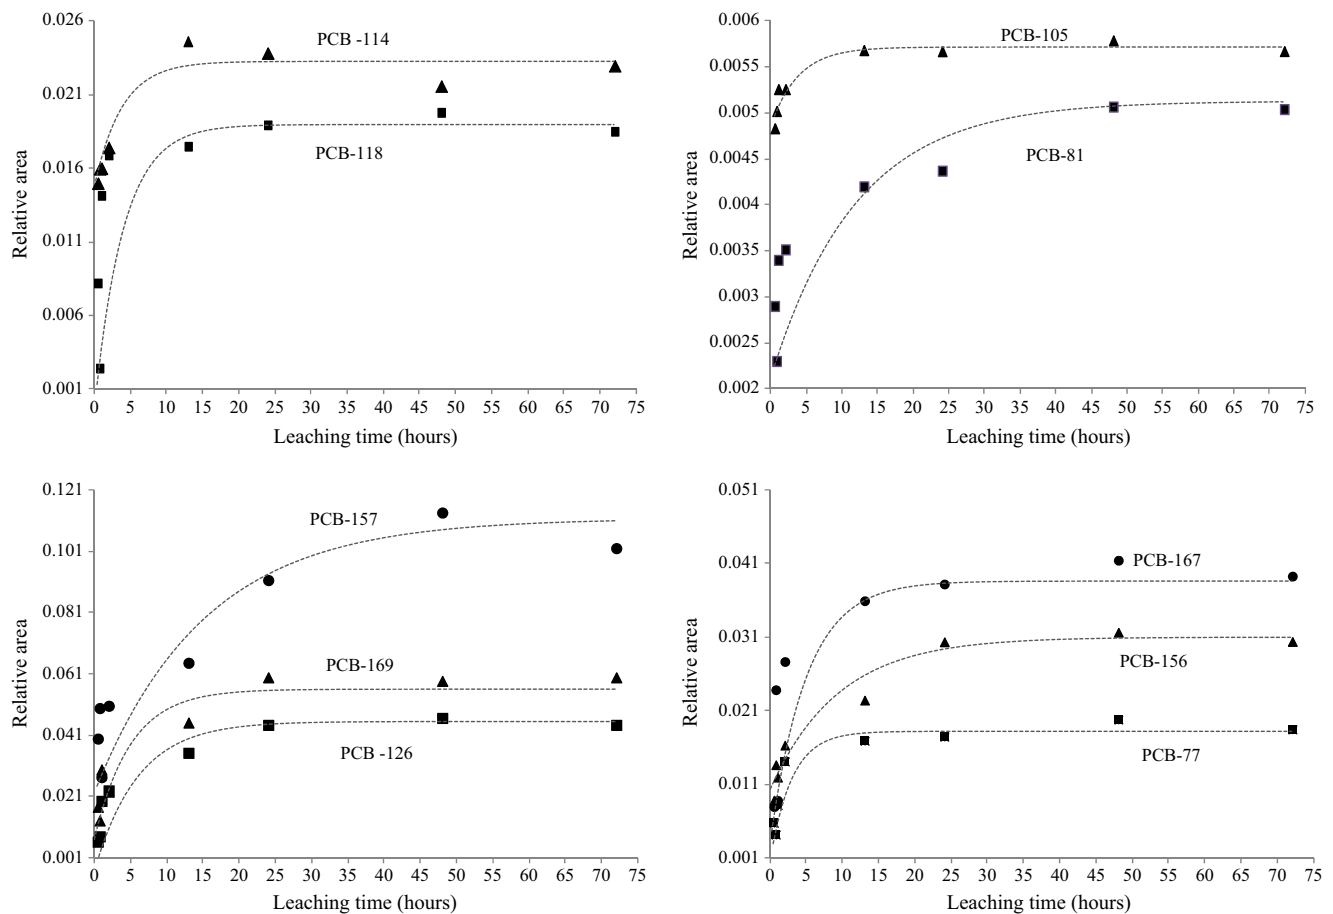 0.026
0.021
0.016
0.011
0.006
0.001
Relative area
PCB -114
PCB-118
0 5 10 15 20 25 30 35 40 45 50 55 60 65 70 75
Leaching time (hours)
0.006
0.0055
0.005
0.0045
0.004
0.0035
0.003
0.0025
0.002
Relative area
PCB-105
PCB-81
0 5 10 15 20 25 30 35 40 45 50 55 60 65 70 75
Leaching time (hours)
0.121
0.101
0.081
0.061
0.041
0.021
0.001
Relative area
PCB-157
PCB-169
PCB -126
0 5 10 15 20 25 30 35 40 45 50 55 60 65 70 75
Leaching time (hours)
0.051
0.041
0.031
0.021
0.011
0.001
Relative area
PCB-167
PCB-156
PCB-77
0 5 10 15 20 25 30 35 40 45 50 55 60 65 70 75
Leaching time (hours)